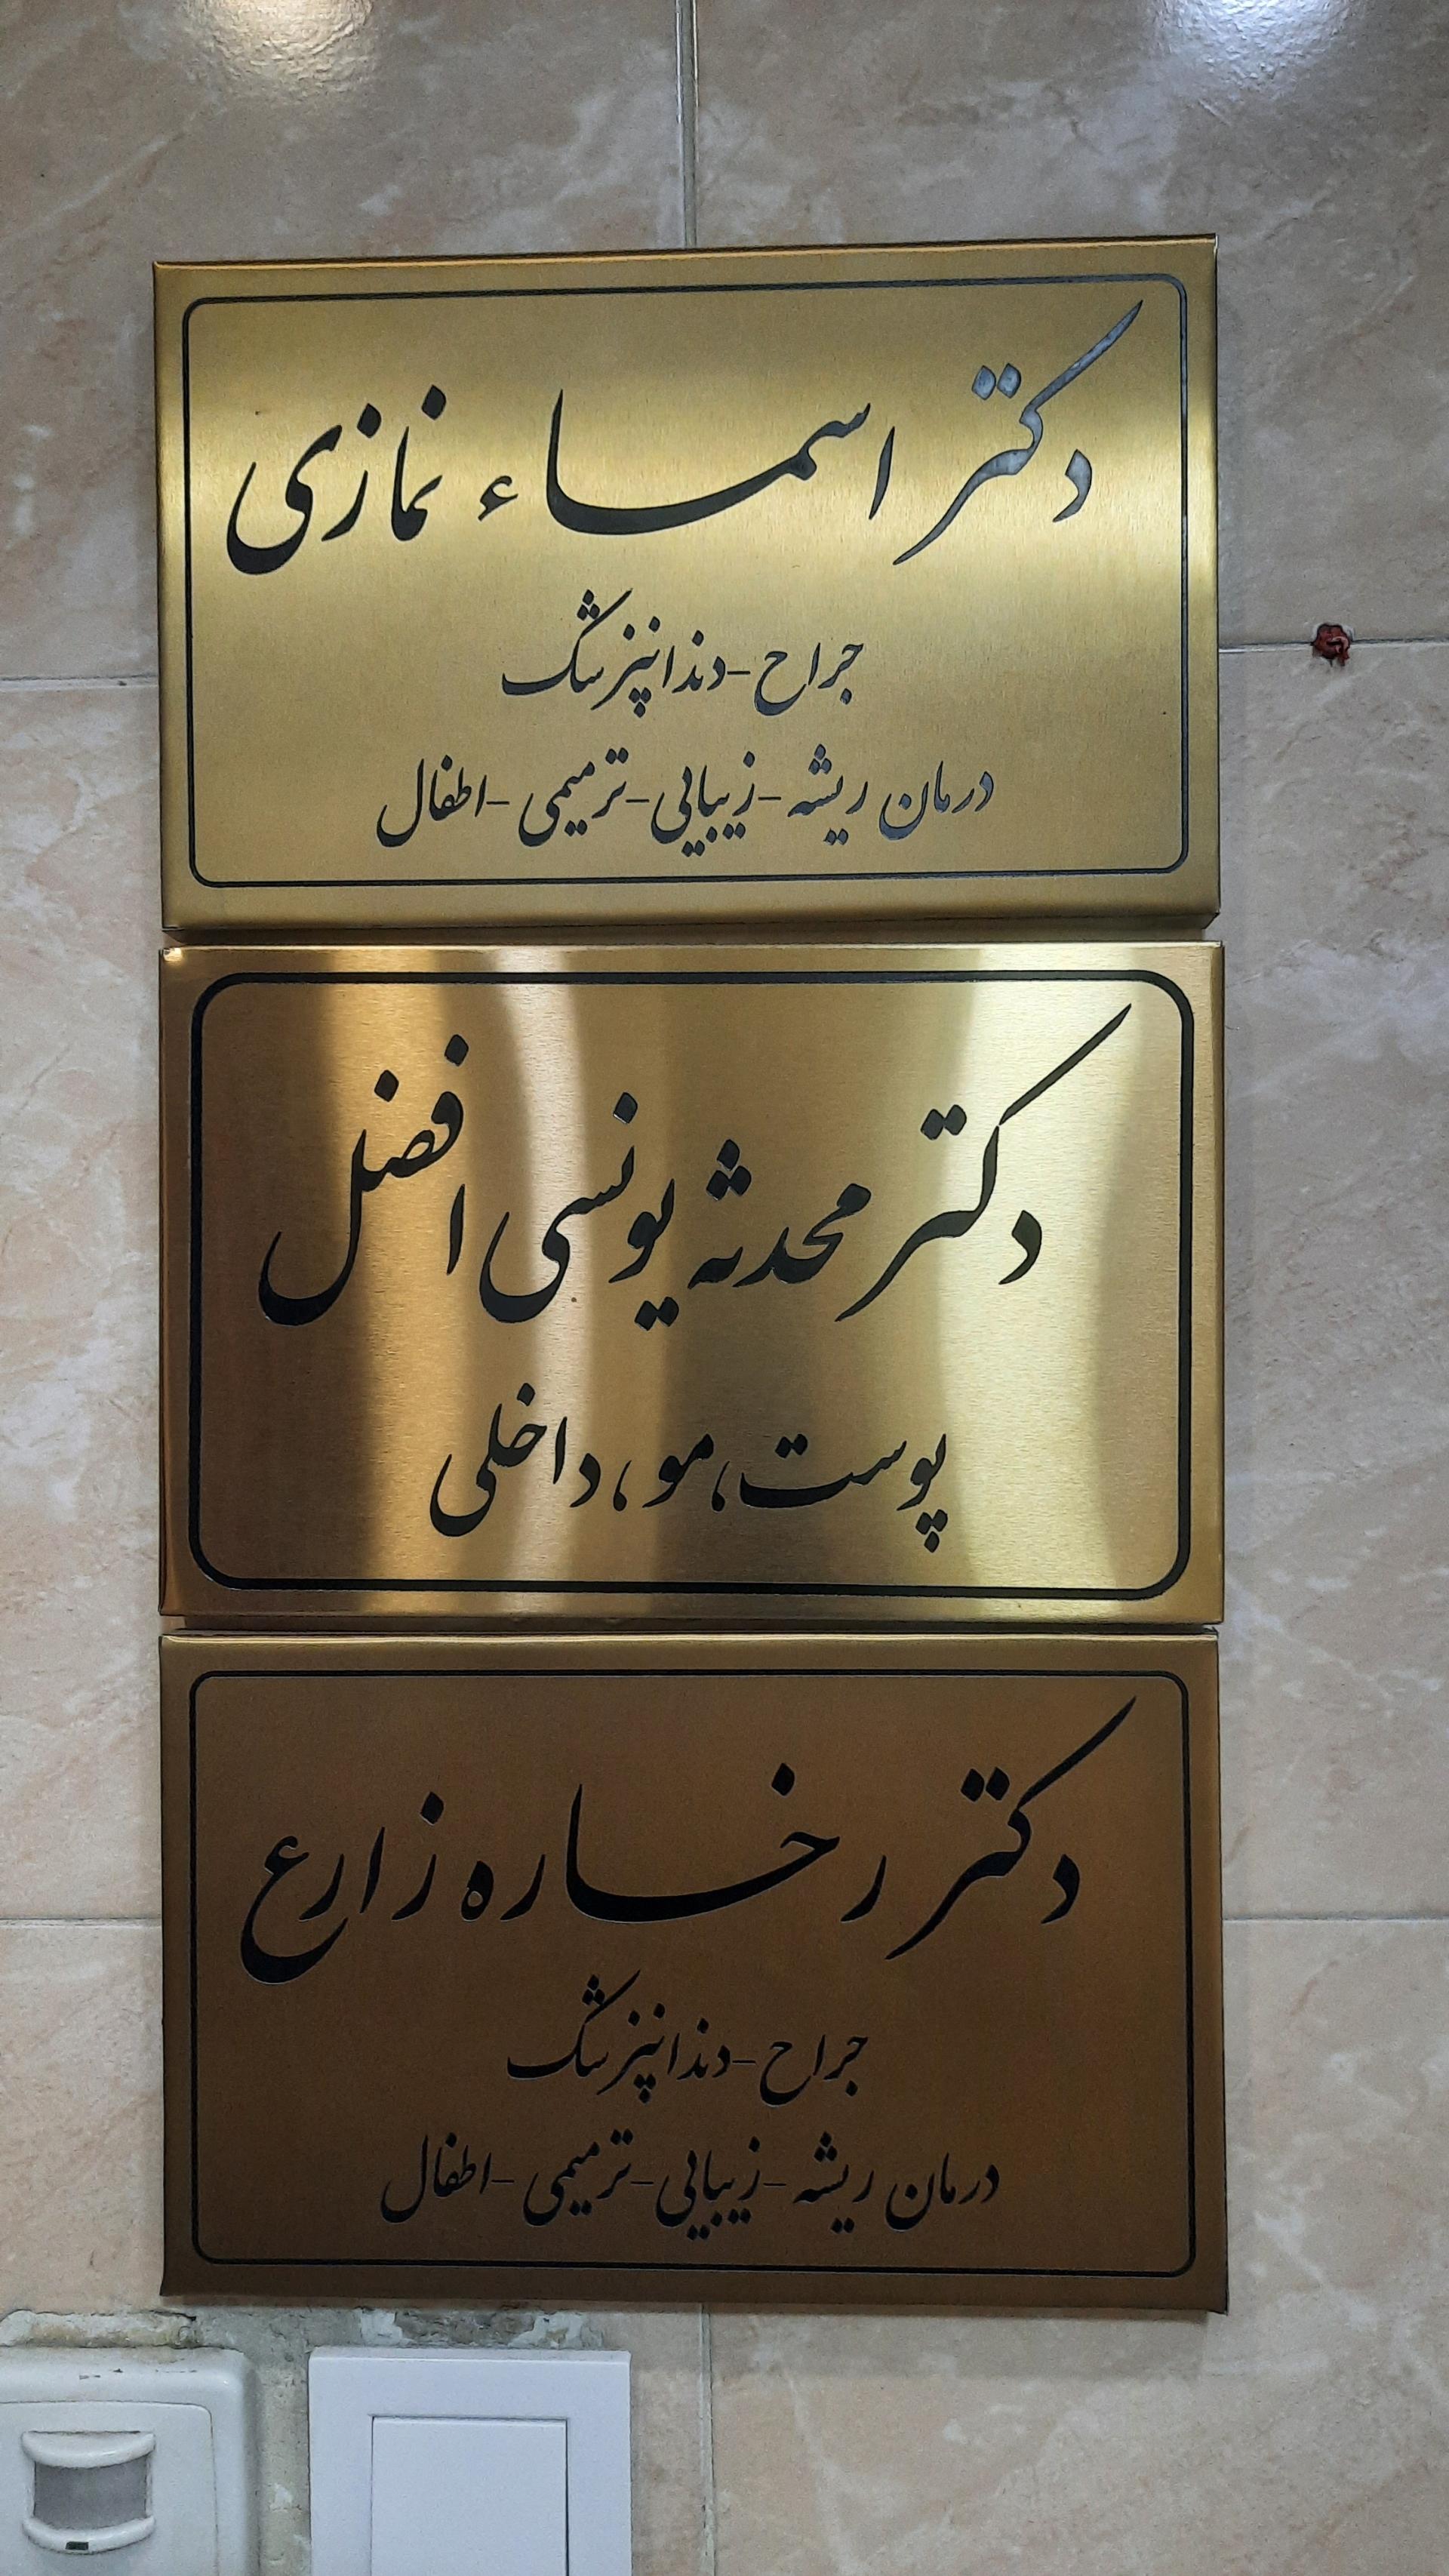 دکتر اسماء نمازی
جراح-دندانپزشک
درمان ریشه-زیبایی-ترمیمی-اطفال
دکتر محدثه یونسی افضل
پوست، مو، داخلی
دکتر رخساره زارع
جراح-دندانپزشک
درمان ریشه-زیبایی-ترمیمی-اطفال